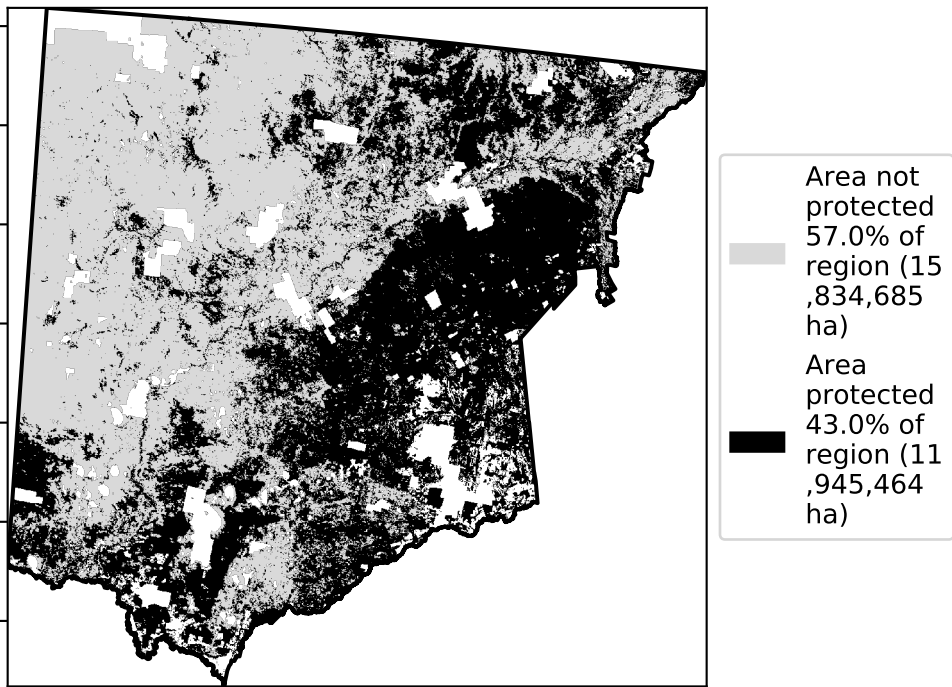 Area not
protected
57.0% of
region (15
,834,685
ha)
Area
protected
43.0% of
region (11
,945,464
ha)